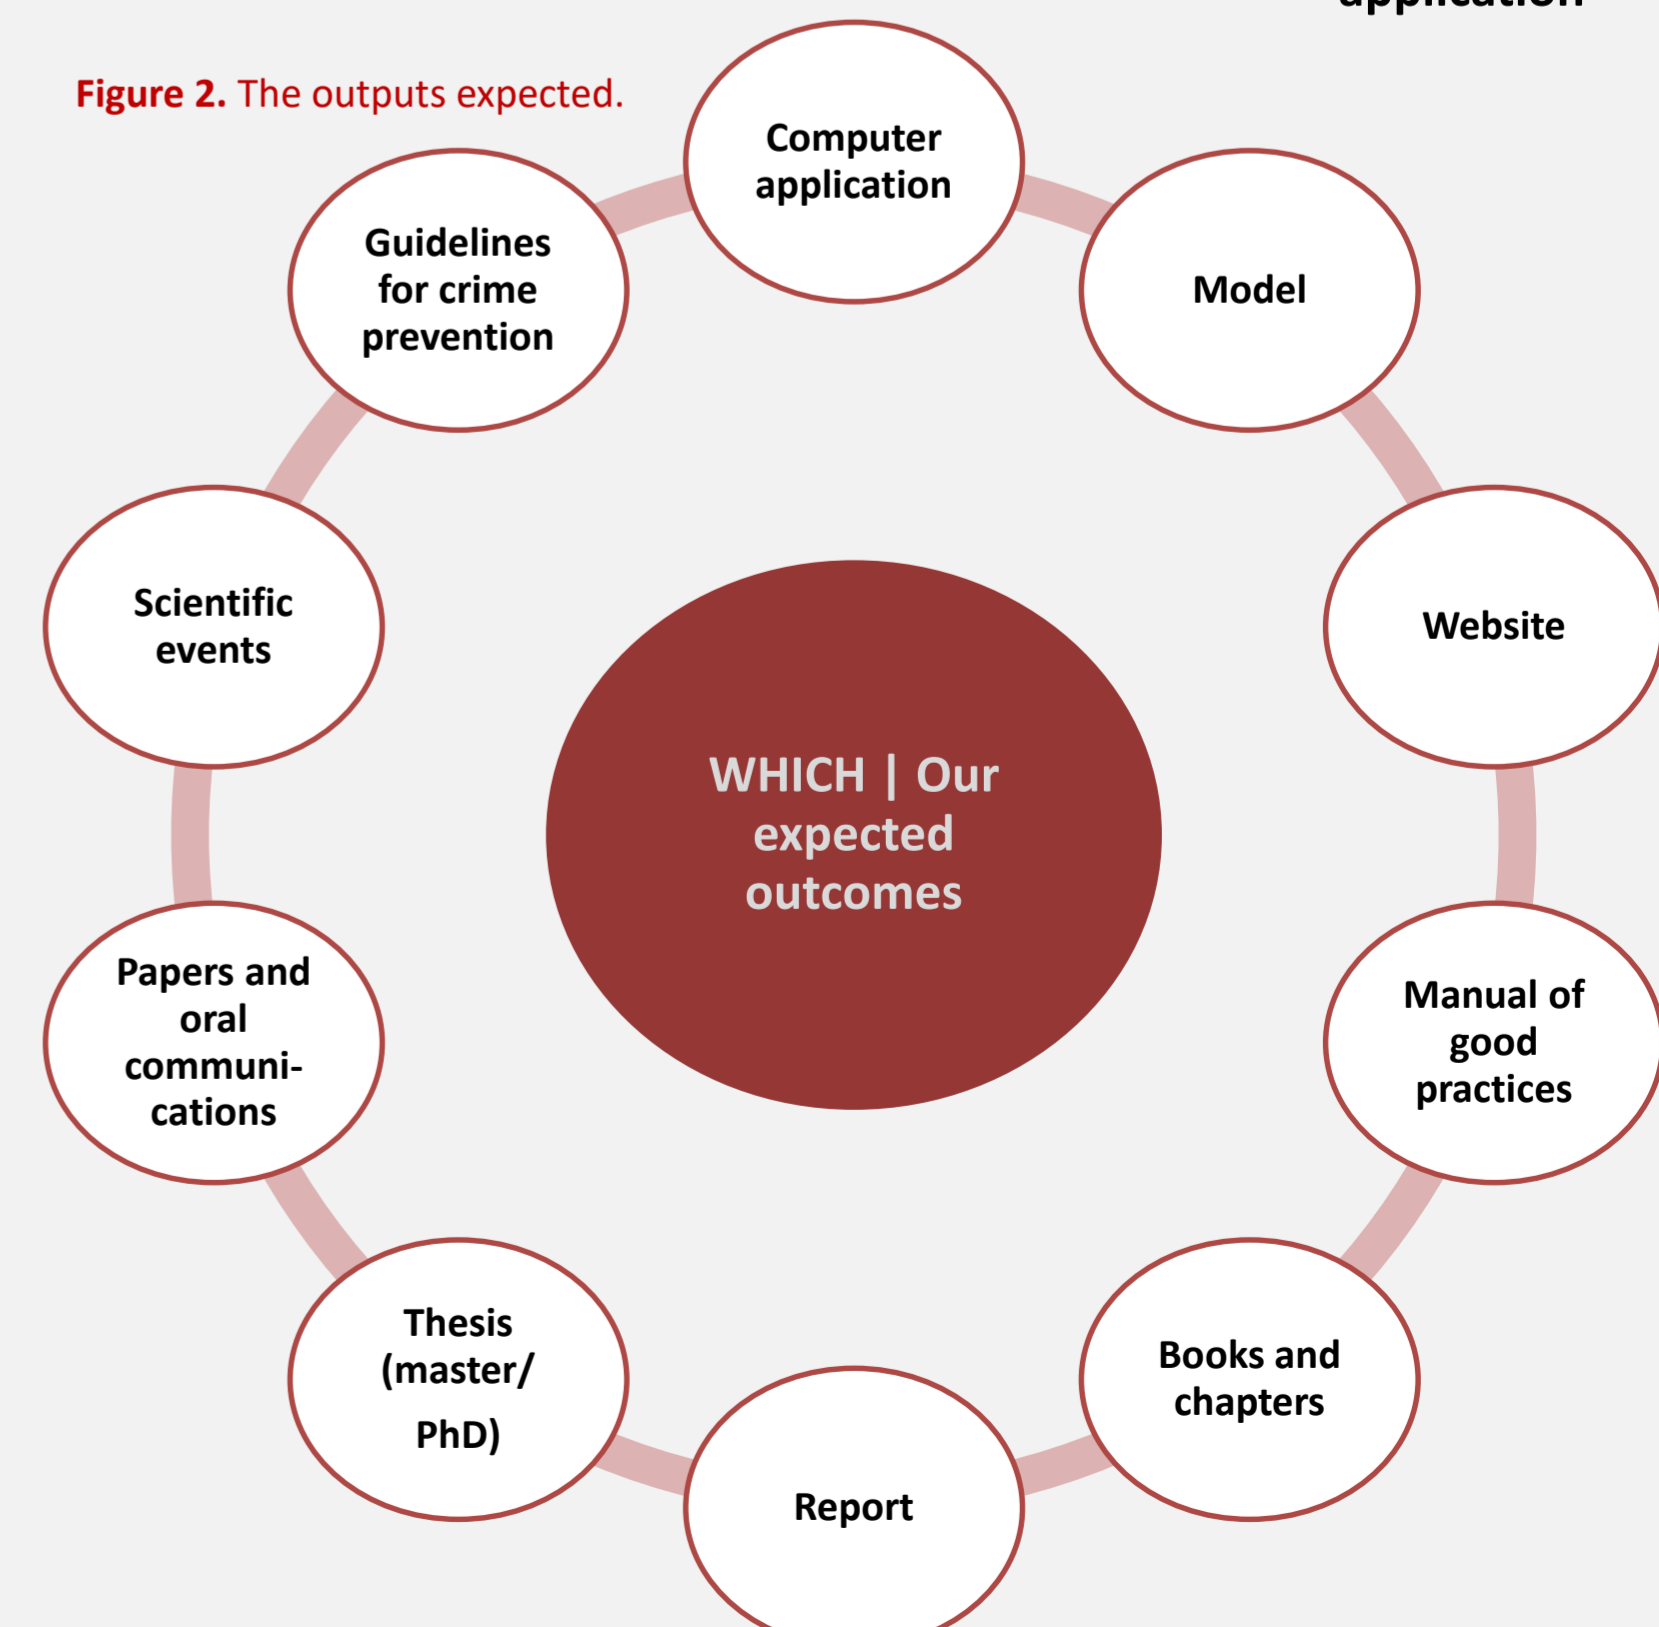 application
Figure 2. The outputs expected.
Computer
application
Model
Website
Manual of
good
practices
Books and
chapters
Report
Thesis
(master/
PhD)
Papers and
oral
communi-
cations
Scientific
events
Guidelines
for crime
prevention
WHICH | Our
expected
outcomes